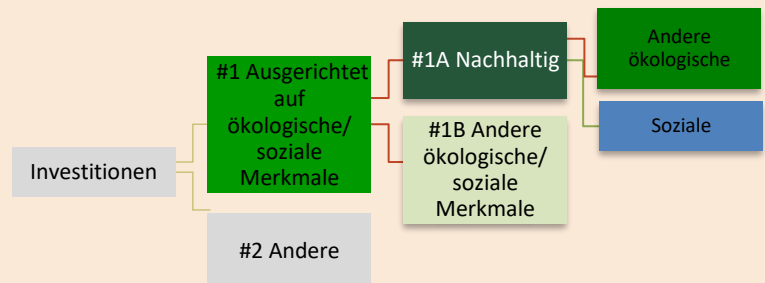 Investitionen
#1 Ausgerichtet
auf
ökologische/
soziale
Merkmale
#2 Andere
#1A Nachhaltig
#1B Andere
ökologische/
soziale
Merkmale
Andere
ökologische
Soziale